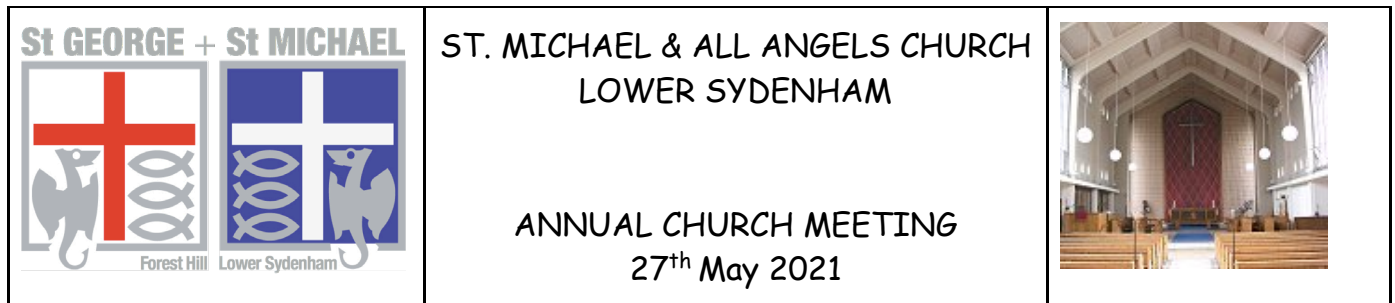 St GEORGE + St MICHAEL
Forest Hill
Lower Sydenham
ST. MICHAEL & ALL ANGELS CHURCH
LOWER SYDENHAM
ANNUAL CHURCH MEETING
27th May 2021